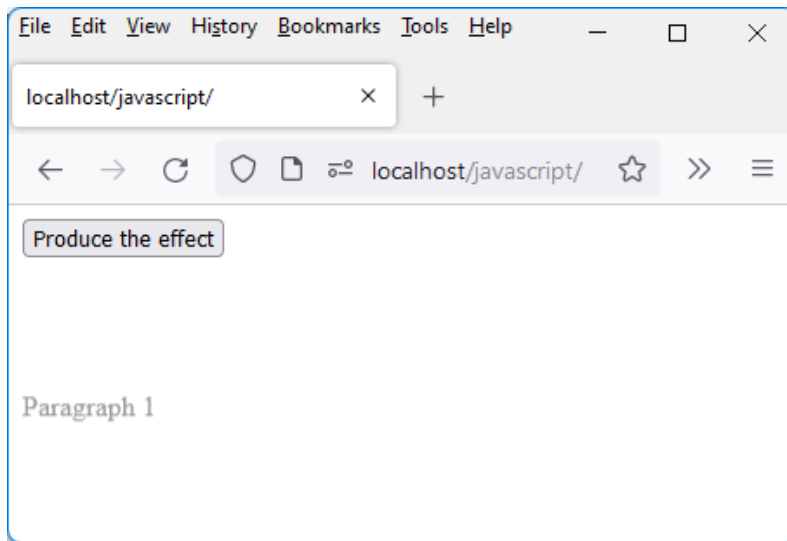 File Edit View History Bookmarks Tools Help
localhost/javascript/
localhost/javascript/
Produce the effect
Paragraph 1